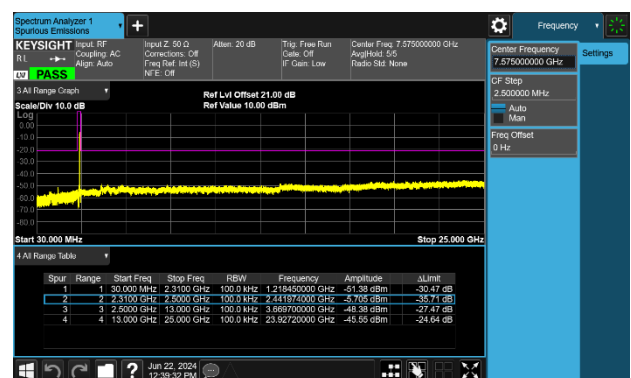 Spectrum Analyzer 1
Spurious Emissions
+
Frequency
KEYSIGHT
RL
PASS
Input: RF
Coupling: AC
Align: Auto
Input Z: 50 Ω
Corrections: Off
Freq Ref: Int (S)
NFE: Off
Atten: 20 dB
Trig: Free Run
Gate: Off
IF Gain: Low
Center Freq: 7.575000000 GHz
Avg|Hold: 5/5
Radio Std: None
Center Frequency
7.575000000 GHz
Settings
CF Step
2.500000 MHz
Auto
Man
Freq Offset
0 Hz
3 All Range Graph
Scale/Div 10.0 dB
Ref Lvl Offset 21.00 dB
Ref Value 10.00 dBm
Log
0.00
-10.0
-20.0
-30.0
-40.0
-50.0
-60.0
-70.0
-80.0
Start 30.000 MHz
Stop 25.000 GHz
4 All Range Table
Spur Range Start Freq Stop Freq RBW Frequency Amplitude ΔLimit
1 1 30.000 MHz 2.3100 GHz 100.0 kHz 1.218450000 GHz -51.38 dBm -30.47 dB
2 2 2.3100 GHz 2.5000 GHz 100.0 kHz 2.441974000 GHz -5.705 dBm -35.71 dB
3 3 2.5000 GHz 13.000 GHz 100.0 kHz 3.669700000 GHz -48.38 dBm -27.47 dB
4 4 13.000 GHz 25.000 GHz 100.0 kHz 23.92720000 GHz -45.55 dBm -24.64 dB
?
Jun 22, 2024
12:39:32 PM